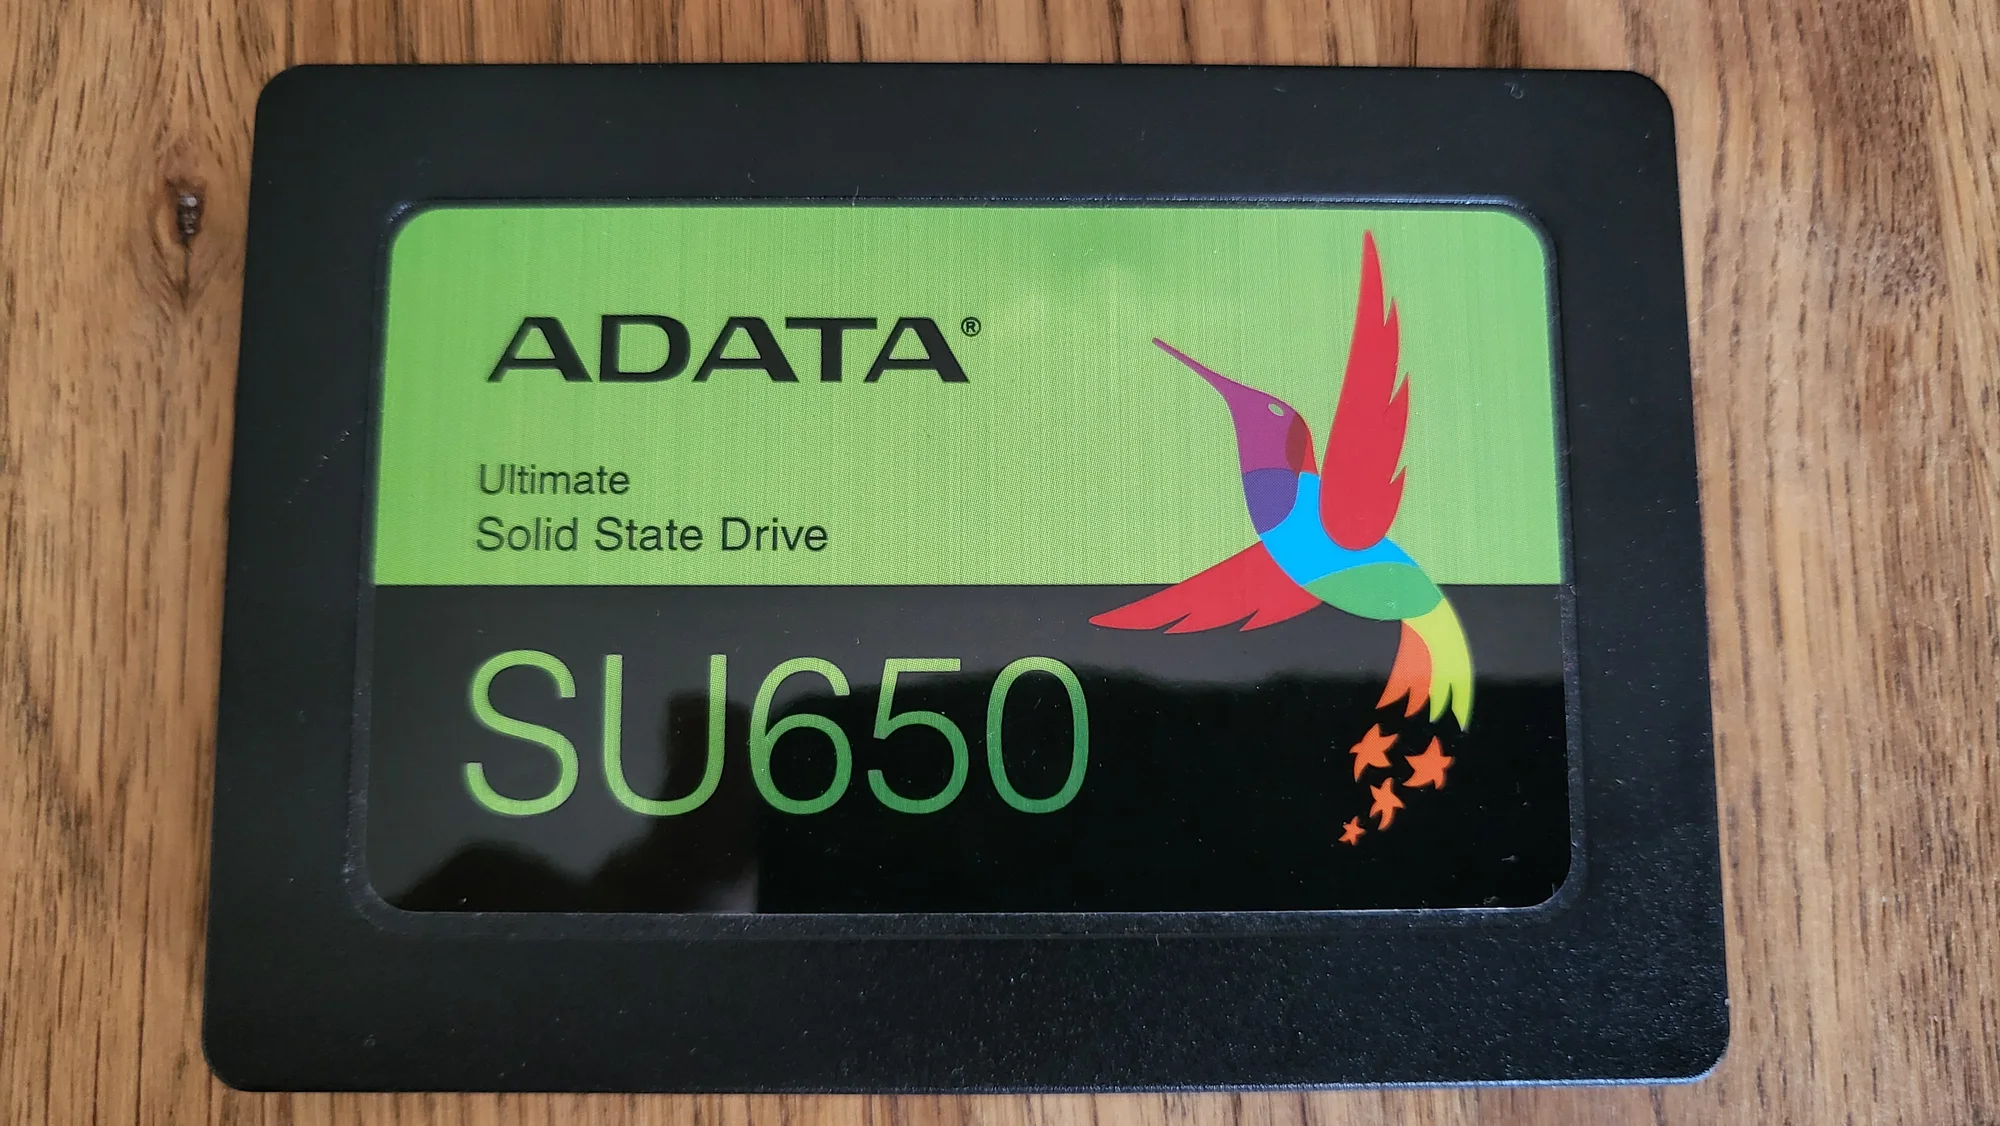 ADATA®
Ultimate
Solid State Drive
SU650